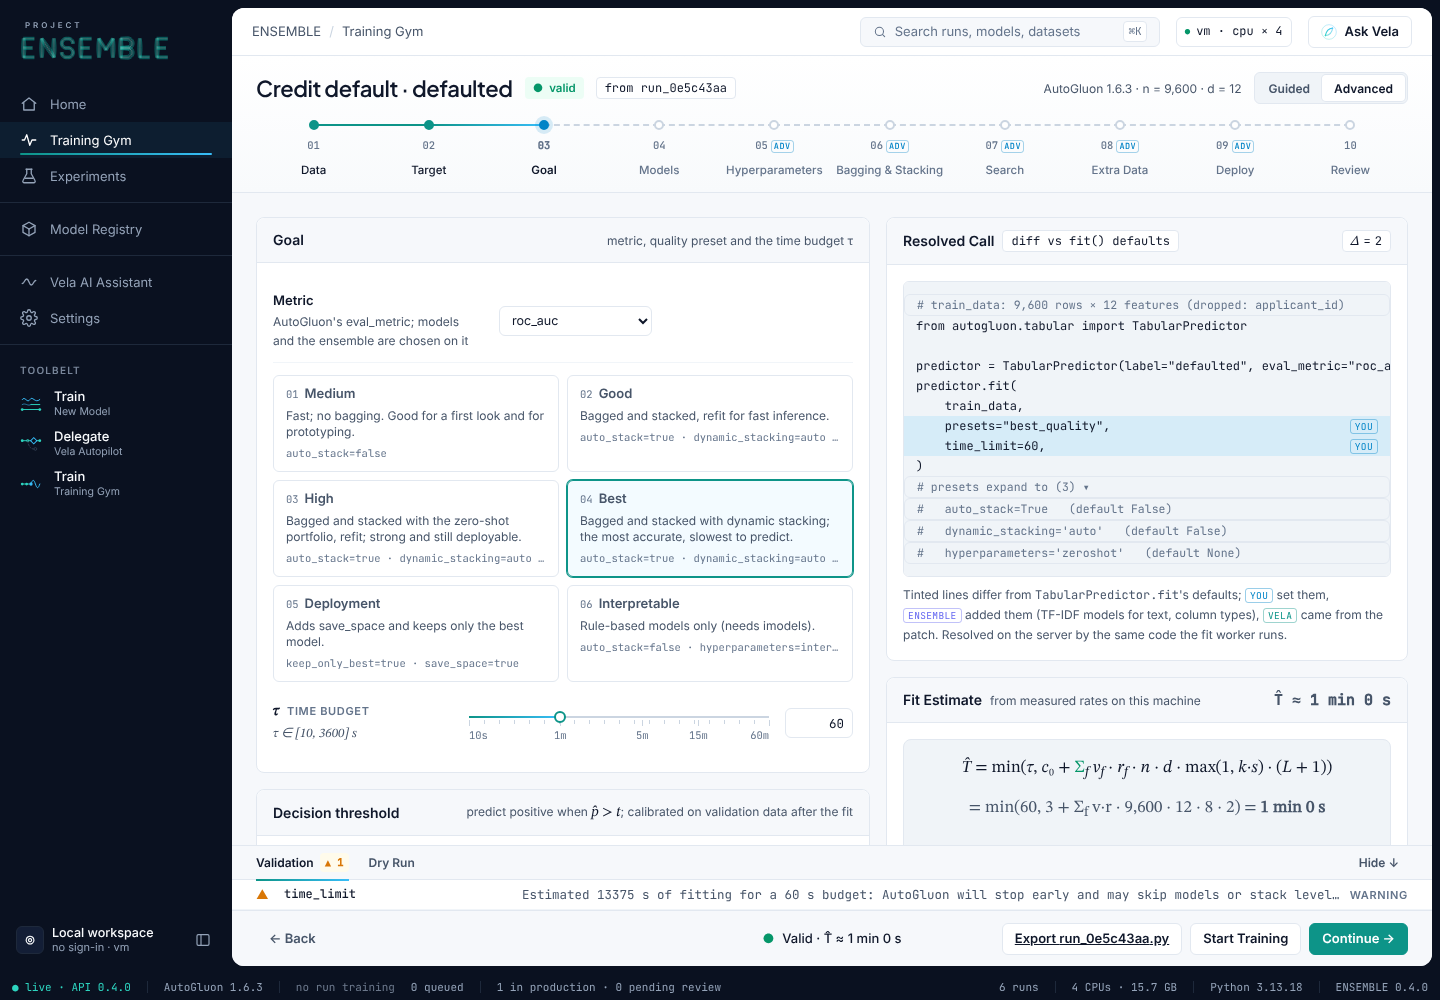 PROJECT
ENSEMBLE
Home
Training Gym
Experiments
Model Registry
Vela AI Assistant
Settings
TOOLBELT
Train
New Model
Delegate
Vela Autopilot
Train
Training Gym
Local workspace
no sign-in · vm
ENSEMBLE / Training Gym
Search runs, models, datasets ⌘K
vm · cpu × 4
Ask Vela
Credit default · defaulted
valid
from run_0e5c43aa
AutoGluon 1.6.3 · n = 9,600 · d = 12
Guided
Advanced
01
Data
02
Target
03
Goal
04
Models
05 ADV
Hyperparameters
06 ADV
Bagging & Stacking
07 ADV
Search
08 ADV
Extra Data
09 ADV
Deploy
10
Review
Goal
metric, quality preset and the time budget τ
Metric
AutoGluon's eval_metric; models
and the ensemble are chosen on it
roc_auc
01 Medium
Fast; no bagging. Good for a first look and for
prototyping.
auto_stack=false
02 Good
Bagged and stacked, refit for fast inference.
auto_stack=true · dynamic_stacking=auto …
03 High
Bagged and stacked with the zero-shot
portfolio, refit; strong and still deployable.
auto_stack=true · dynamic_stacking=auto …
04 Best
Bagged and stacked with dynamic stacking;
the most accurate, slowest to predict.
auto_stack=true · dynamic_stacking=auto …
05 Deployment
Adds save_space and keeps only the best
model.
keep_only_best=true · save_space=true
06 Interpretable
Rule-based models only (needs imodels).
auto_stack=false · hyperparameters=inter…
τ TIME BUDGET
τ ∈ [10, 3600] s
10s 1m 5m 15m 60m
60
Decision threshold
predict positive when p̂ > t; calibrated on validation data after the fit
Resolved Call
diff vs fit() defaults
Δ = 2
# train_data: 9,600 rows × 12 features (dropped: applicant_id)
from autogluon.tabular import TabularPredictor
predictor = TabularPredictor(label="defaulted", eval_metric="roc_a
predictor.fit(
train_data,
presets="best_quality", YOU
time_limit=60, YOU
)
# presets expand to (3) ▾
# auto_stack=True (default False)
# dynamic_stacking='auto' (default False)
# hyperparameters='zeroshot' (default None)
Tinted lines differ from TabularPredictor.fit's defaults; YOU set them,
ENSEMBLE added them (TF-IDF models for text, column types), VELA came from the
patch. Resolved on the server by the same code the fit worker runs.
Fit Estimate from measured rates on this machine
T̂ ≈ 1 min 0 s
T̂ = min(τ, c₀ + Σf vf · rf · n · d · max(1, k·s) · (L + 1))
= min(60, 3 + Σf v·r · 9,600 · 12 · 8 · 2) = 1 min 0 s
Validation ▲ 1
Dry Run
Hide ↓
time_limit
Estimated 13375 s of fitting for a 60 s budget: AutoGluon will stop early and may skip models or stack level…
WARNING
← Back
Valid · T̂ ≈ 1 min 0 s
Export run_0e5c43aa.py
Start Training
Continue →
live · API 0.4.0
AutoGluon 1.6.3
no run training 0 queued
1 in production · 0 pending review
6 runs
4 CPUs · 15.7 GB
Python 3.13.18
ENSEMBLE 0.4.0